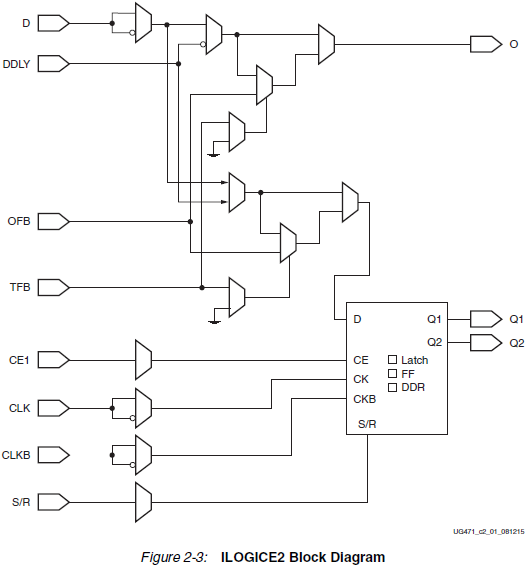 D
O
DDLY
OFB
TFB
D
Q1
Q1
Q2
Q2
CE1
CE
Latch
CK
FF
CLK
CKB
DDR
S/R
CLKB
S/R
UG471_c2_01_081215
Figure 2-3: ILOGICE2 Block Diagram